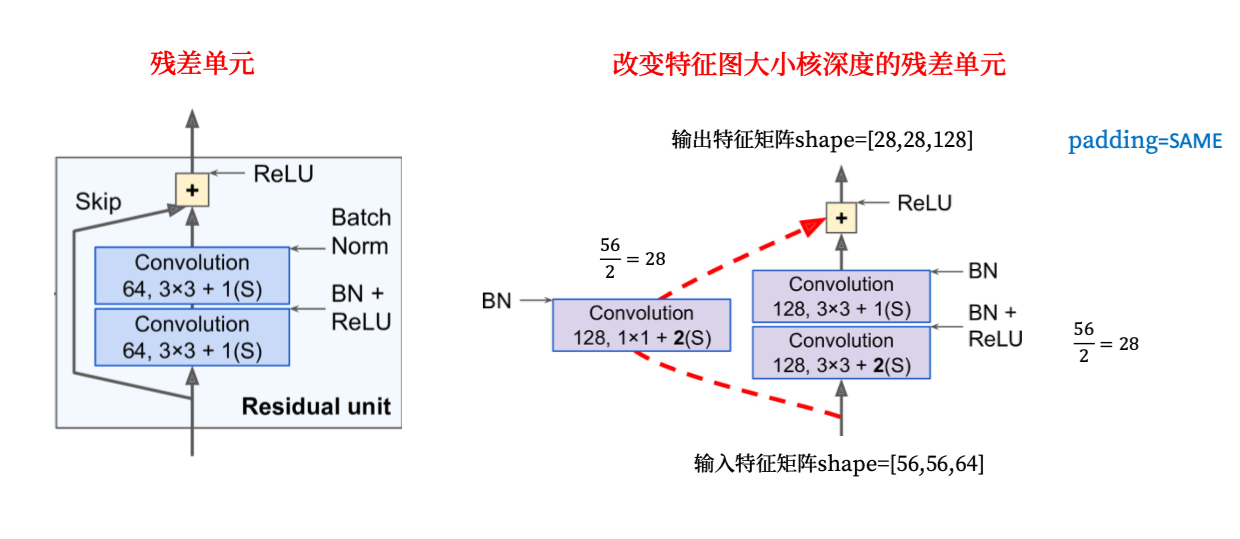 残差单元
ReLU
+
Skip
Batch
Norm
Convolution
64, 3×3 + 1(S)
BN +
ReLU
Convolution
64, 3×3 + 1(S)
Residual unit
改变特征图大小核深度的残差单元
输出特征矩阵shape=[28,28,128]
padding=SAME
ReLU
+
56/2 = 28
BN
Convolution
128, 1×1 + 2(S)
BN
Convolution
128, 3×3 + 1(S)
BN +
ReLU
Convolution
128, 3×3 + 2(S)
56/2 = 28
输入特征矩阵shape=[56,56,64]